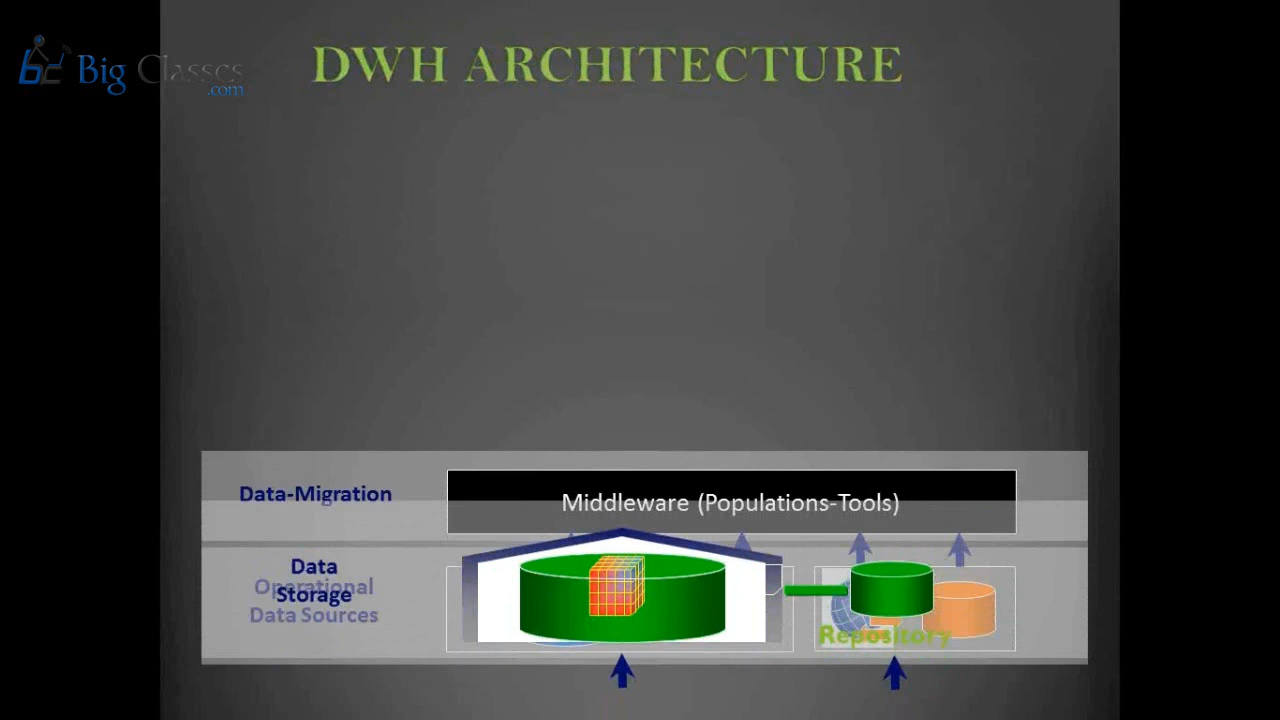 Big Classes
.com
DWH ARCHITECTURE
Data-Migration
Middleware (Populations-Tools)
Data
Storage
Operational
Data Sources
Repository